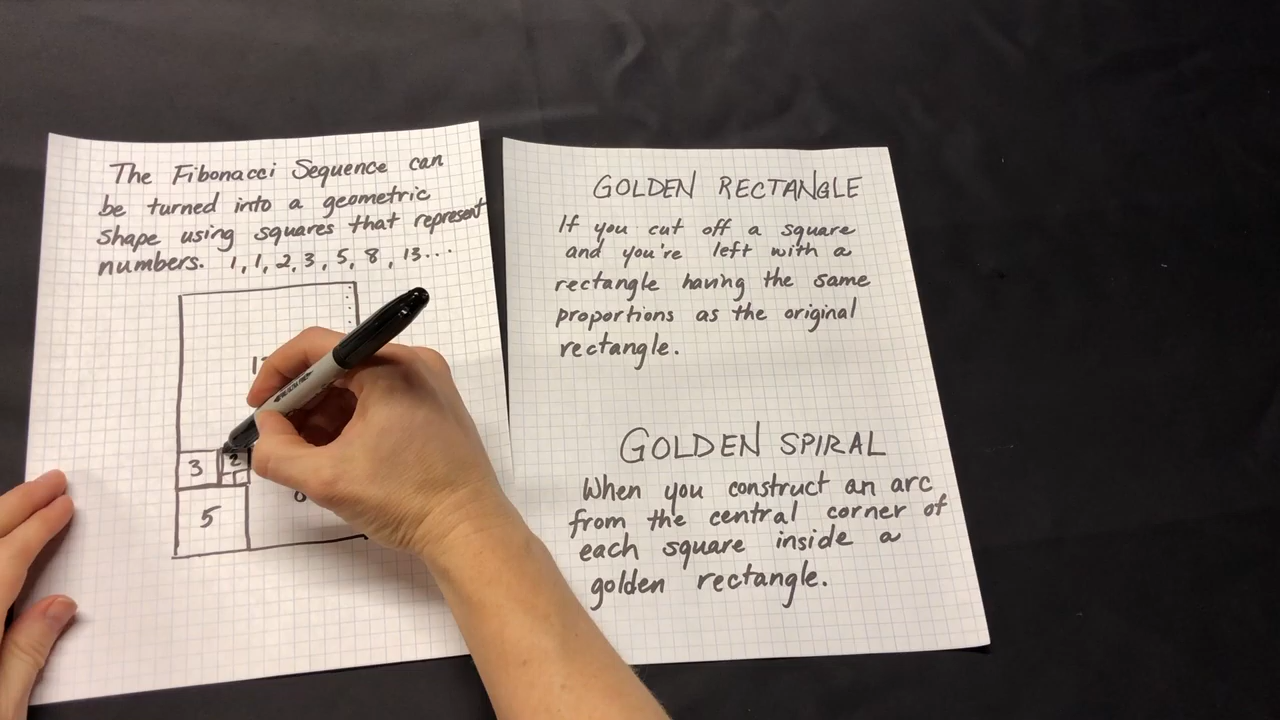 The Fibonacci Sequence can
be turned into a geometric
shape using squares that represent
numbers. 1, 1, 2, 3, 5, 8, 13...
3
2
5
GOLDEN RECTANGLE
If you cut off a square
and you're left with a
rectangle having the same
proportions as the original
rectangle.
GOLDEN SPIRAL
When you construct an arc
from the central corner of
each square inside a
golden rectangle.